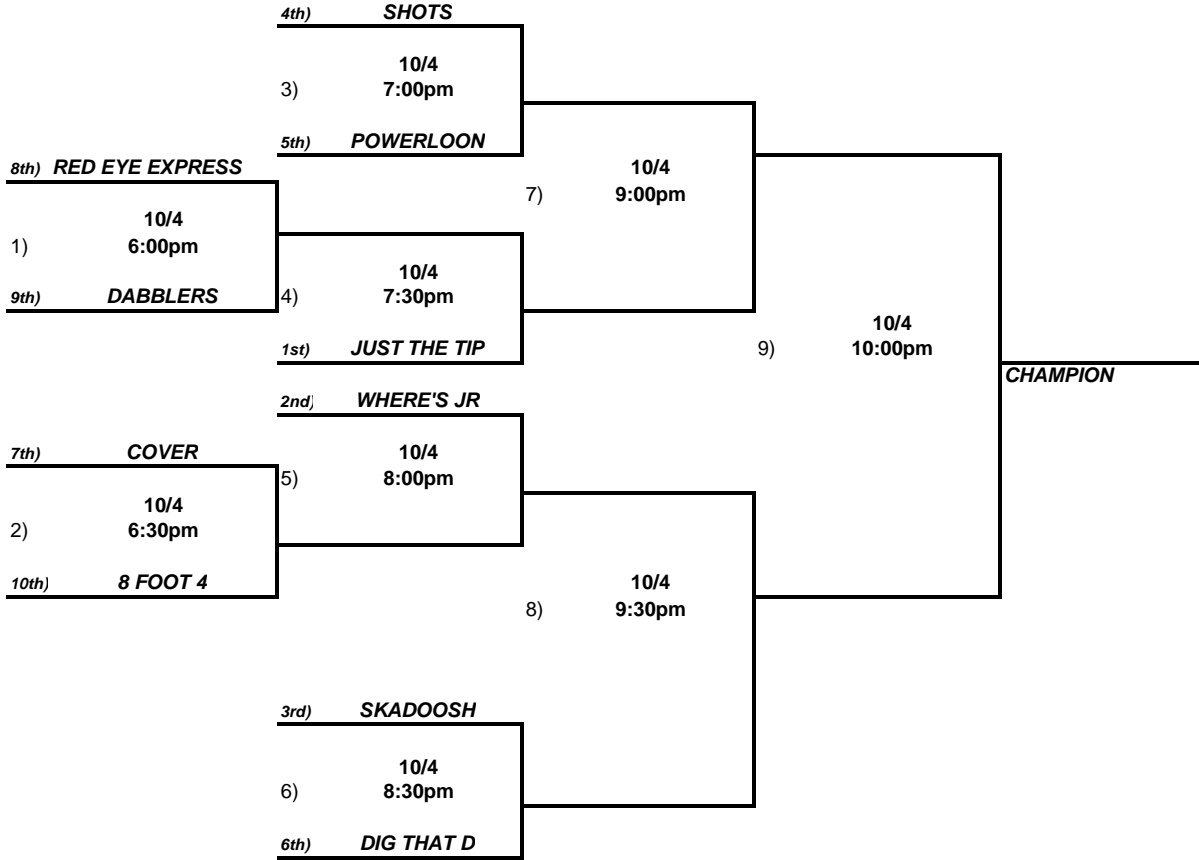 4th) SHOTS
10/4
3) 7:00pm
5th) POWERLOON
8th) RED EYE EXPRESS
10/4
7) 9:00pm
10/4
1) 6:00pm
10/4
9th) DABBLERS
4) 7:30pm
10/4
1st) JUST THE TIP
9) 10:00pm
CHAMPION
2nd) WHERE'S JR
7th) COVER
10/4
5) 8:00pm
10/4
2) 6:30pm
10th) 8 FOOT 4
10/4
8) 9:30pm
3rd) SKADOOSH
10/4
6) 8:30pm
6th) DIG THAT D